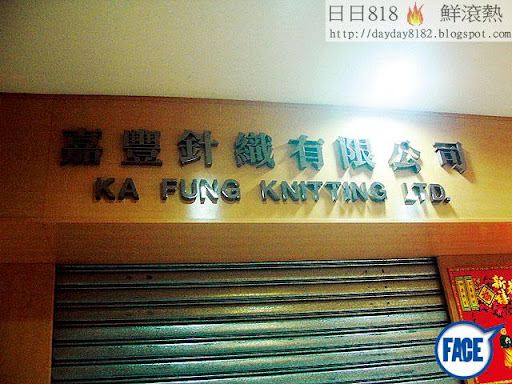 日日818 鮮滾熱
http://dayday8182.blogspot.com/
嘉豐針織有限公司
KA FUNG KNITTING LTD.
新
FACE